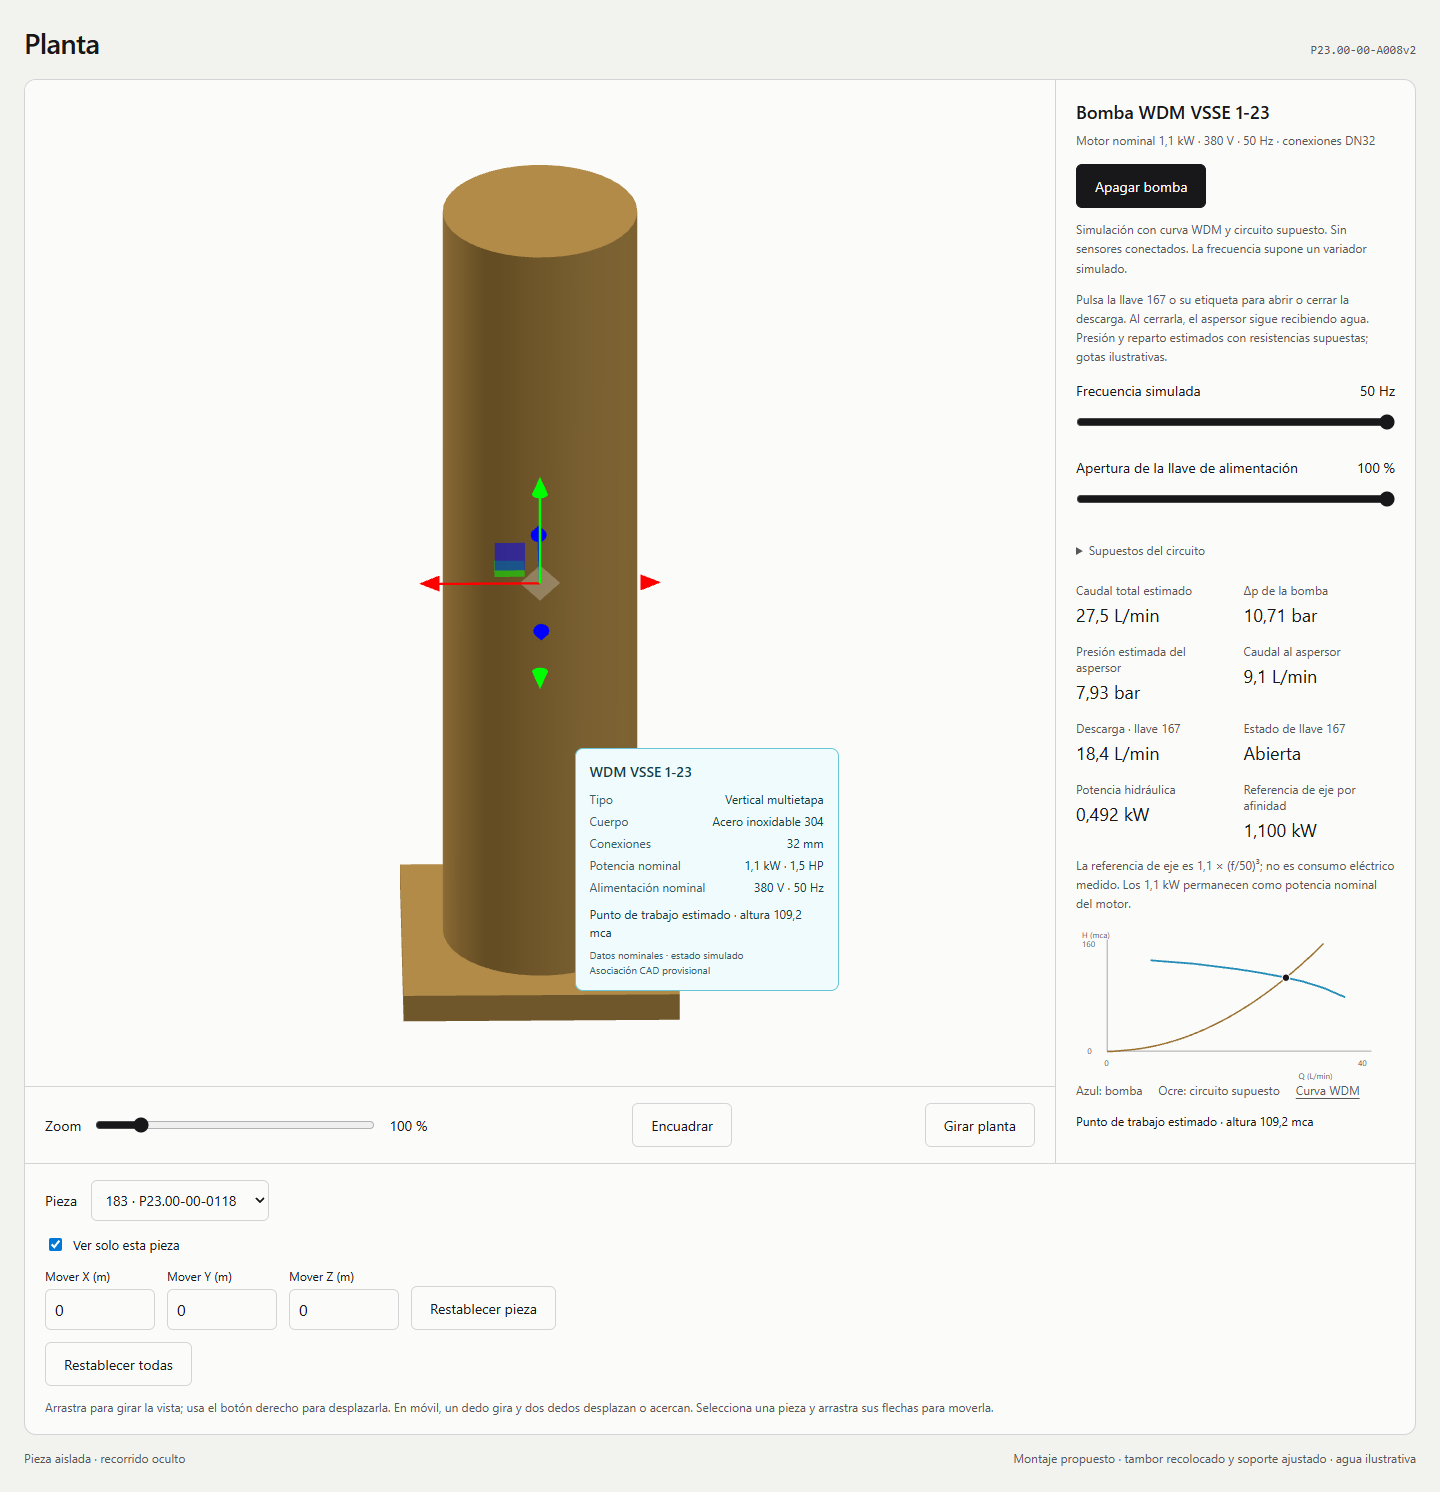 Planta
P23.00-00-A008v2
WDM VSSE 1-23
Tipo Vertical multietapa
Cuerpo Acero inoxidable 304
Conexiones 32 mm
Potencia nominal 1,1 kW · 1,5 HP
Alimentación nominal 380 V · 50 Hz
Punto de trabajo estimado · altura 109,2
mca
Datos nominales · estado simulado
Asociación CAD provisional
Zoom 100 % Encuadrar Girar planta
Bomba WDM VSSE 1-23
Motor nominal 1,1 kW · 380 V · 50 Hz · conexiones DN32
Apagar bomba
Simulación con curva WDM y circuito supuesto. Sin
sensores conectados. La frecuencia supone un variador
simulado.
Pulsa la llave 167 o su etiqueta para abrir o cerrar la
descarga. Al cerrarla, el aspersor sigue recibiendo agua.
Presión y reparto estimados con resistencias supuestas;
gotas ilustrativas.
Frecuencia simulada 50 Hz
Apertura de la llave de alimentación 100 %
▶ Supuestos del circuito
Caudal total estimado
27,5 L/min
Δp de la bomba
10,71 bar
Presión estimada del
aspersor
7,93 bar
Caudal al aspersor
9,1 L/min
Descarga · llave 167
18,4 L/min
Estado de llave 167
Abierta
Potencia hidráulica
0,492 kW
Referencia de eje por
afinidad
1,100 kW
La referencia de eje es 1,1 × (f/50)³; no es consumo eléctrico
medido. Los 1,1 kW permanecen como potencia nominal
del motor.
H (mca)
160
0
0 40
Q (L/min)
Azul: bomba Ocre: circuito supuesto Curva WDM
Punto de trabajo estimado · altura 109,2 mca
Pieza 183 · P23.00-00-0118
Ver solo esta pieza
Mover X (m) Mover Y (m) Mover Z (m)
0 0 0 Restablecer pieza
Restablecer todas
Arrastra para girar la vista; usa el botón derecho para desplazarla. En móvil, un dedo gira y dos dedos desplazan o acercan. Selecciona una pieza y arrastra sus flechas para moverla.
Pieza aislada · recorrido oculto
Montaje propuesto · tambor recolocado y soporte ajustado · agua ilustrativa